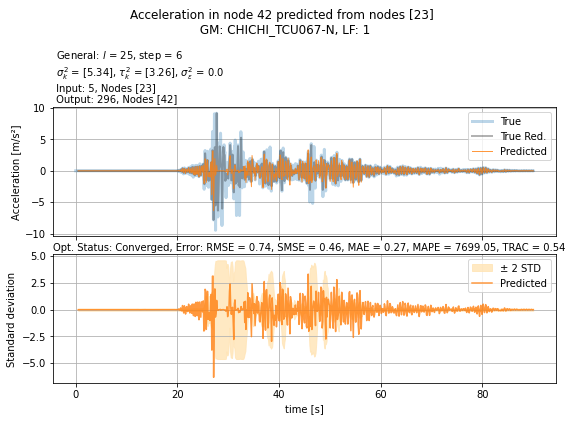 Acceleration in node 42 predicted from nodes [23]
GM: CHICHI_TCU067-N, LF: 1
General: l = 25, step = 6
σ²ₖ = [5.34], τ²ₖ = [3.26], σ²ε = 0.0
Input: 5, Nodes [23]
Output: 296, Nodes [42]
10
5
0
−5
−10
Acceleration [m/s²]
True
True Red.
Predicted
Opt. Status: Converged, Error: RMSE = 0.74, SMSE = 0.46, MAE = 0.27, MAPE = 7699.05, TRAC = 0.54
5.0
2.5
0.0
−2.5
−5.0
Standard deviation
± 2 STD
Predicted
0 20 40 60 80
time [s]